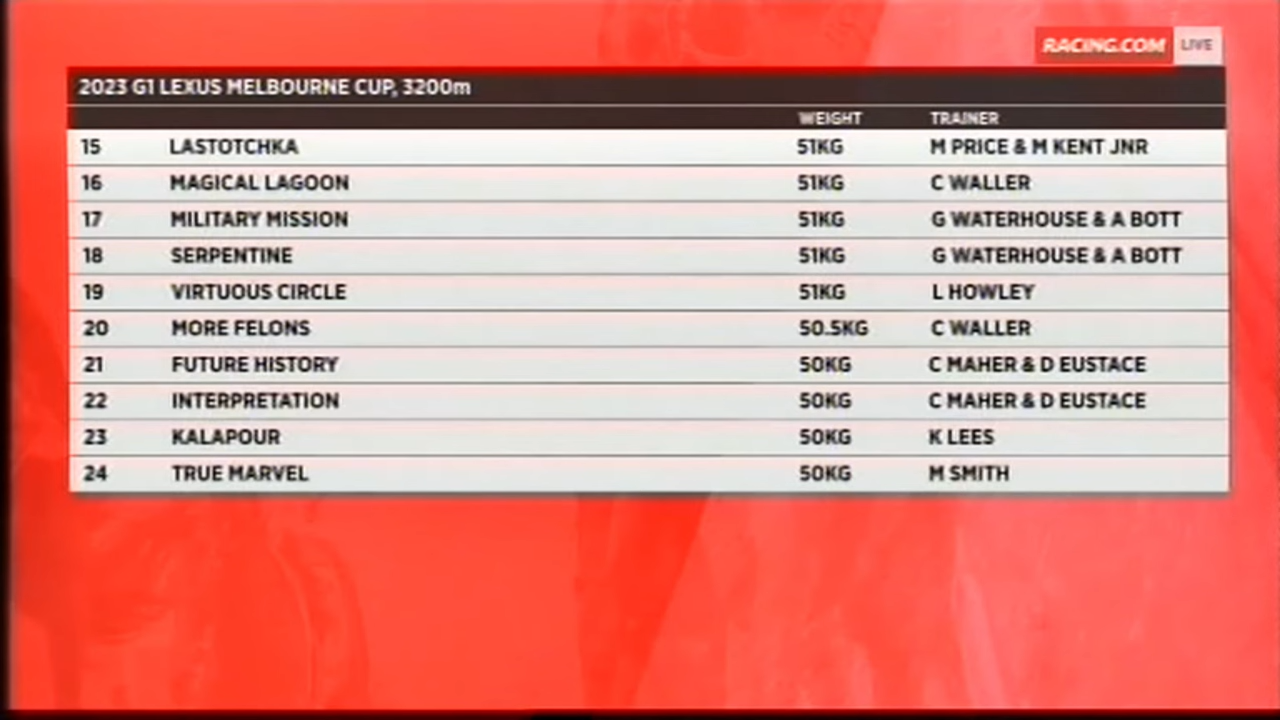 RACING.COM LIVE
2023 G1 LEXUS MELBOURNE CUP, 3200m
WEIGHT TRAINER
15 LASTOTCHKA 51KG M PRICE & M KENT JNR
16 MAGICAL LAGOON 51KG C WALLER
17 MILITARY MISSION 51KG G WATERHOUSE & A BOTT
18 SERPENTINE 51KG G WATERHOUSE & A BOTT
19 VIRTUOUS CIRCLE 51KG L HOWLEY
20 MORE FELONS 50.5KG C WALLER
21 FUTURE HISTORY 50KG C MAHER & D EUSTACE
22 INTERPRETATION 50KG C MAHER & D EUSTACE
23 KALAPOUR 50KG K LEES
24 TRUE MARVEL 50KG M SMITH